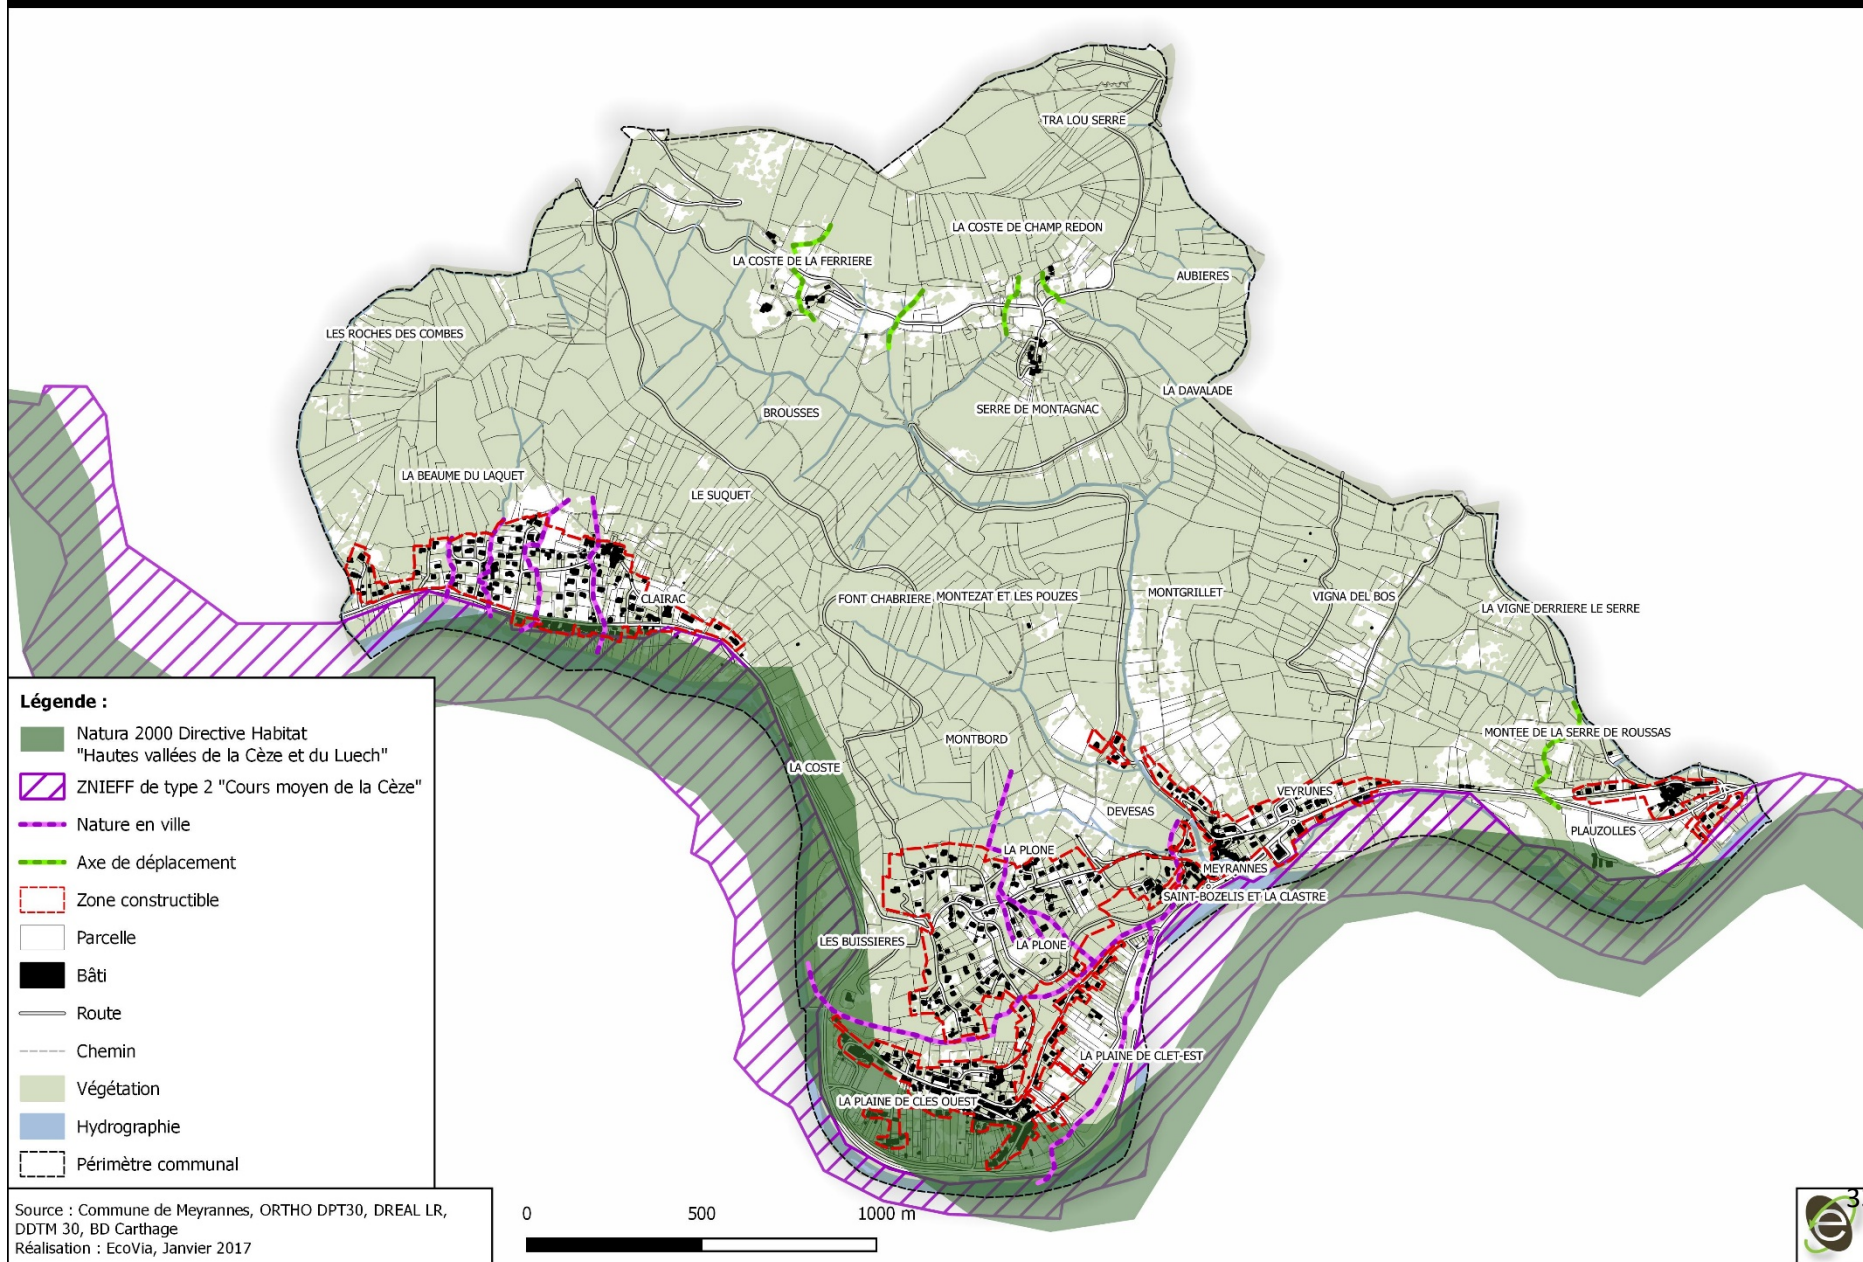 TRA LOU SERRE
LA COSTE DE CHAMP REDON
LA COSTE DE LA FERRIERE
AUBIERES
LES ROCHES DES COMBES
LA DAVALADE
BROUSSES
SERRE DE MONTAGNAC
LA BEAUME DU LAQUET
LE SUQUET
CLAIRAC
FONT CHABRIERE
MONTEZAT ET LES POUZES
MONTGRILLET
VIGNA DEL BOS
LA VIGNE DERRIERE LE SERRE
MONTBORD
MONTEE DE LA SERRE DE ROUSSAS
LA COSTE
DEVESAS
VEYRUNES
PLAUZOLLES
LA PLONE
MEYRANNES
SAINT-BOZELIS ET LA CLASTRE
LES BUISSIERES
LA PLONE
LA PLAINE DE CLET-EST
LA PLAINE DE CLES OUEST
Légende :
Natura 2000 Directive Habitat
"Hautes vallées de la Cèze et du Luech"
ZNIEFF de type 2 "Cours moyen de la Cèze"
Nature en ville
Axe de déplacement
Zone constructible
Parcelle
Bâti
Route
Chemin
Végétation
Hydrographie
Périmètre communal
Source : Commune de Meyrannes, ORTHO DPT30, DREAL LR,
DDTM 30, BD Carthage
Réalisation : EcoVia, Janvier 2017
0 500 1000 m
e
3